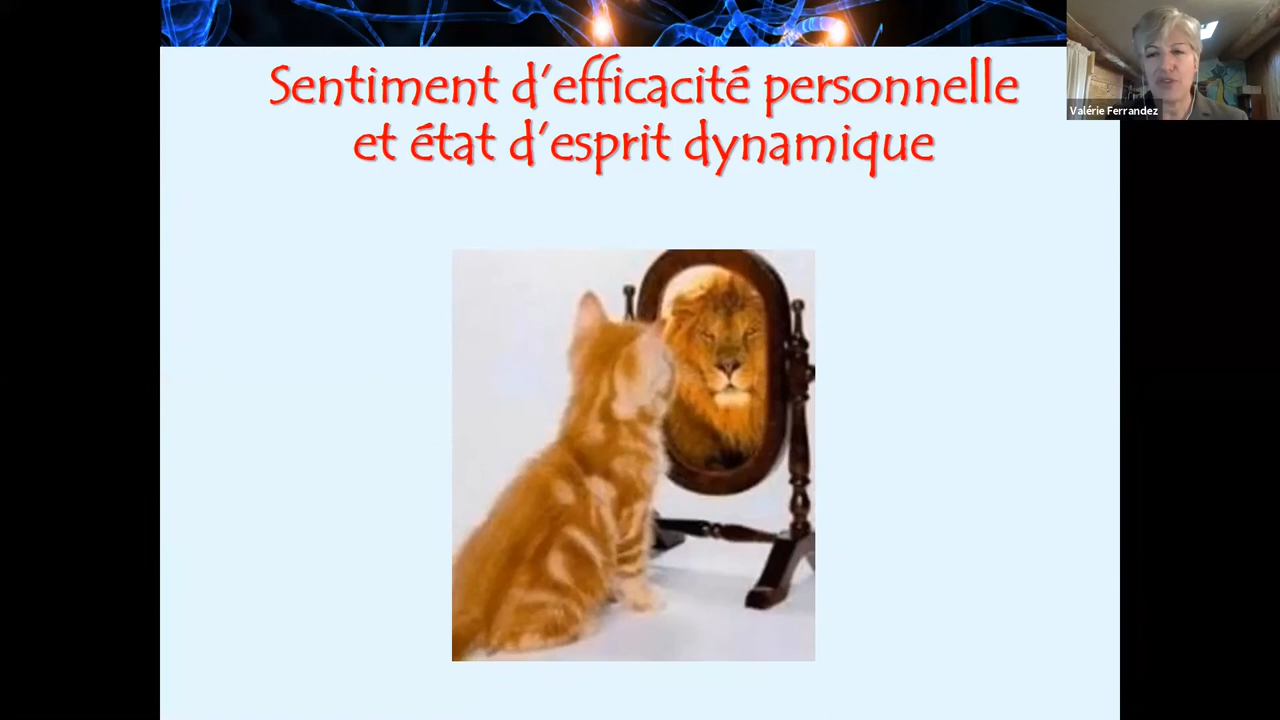 Sentiment d'efficacité personnelle
et état d'esprit dynamique
Valérie Ferrandez